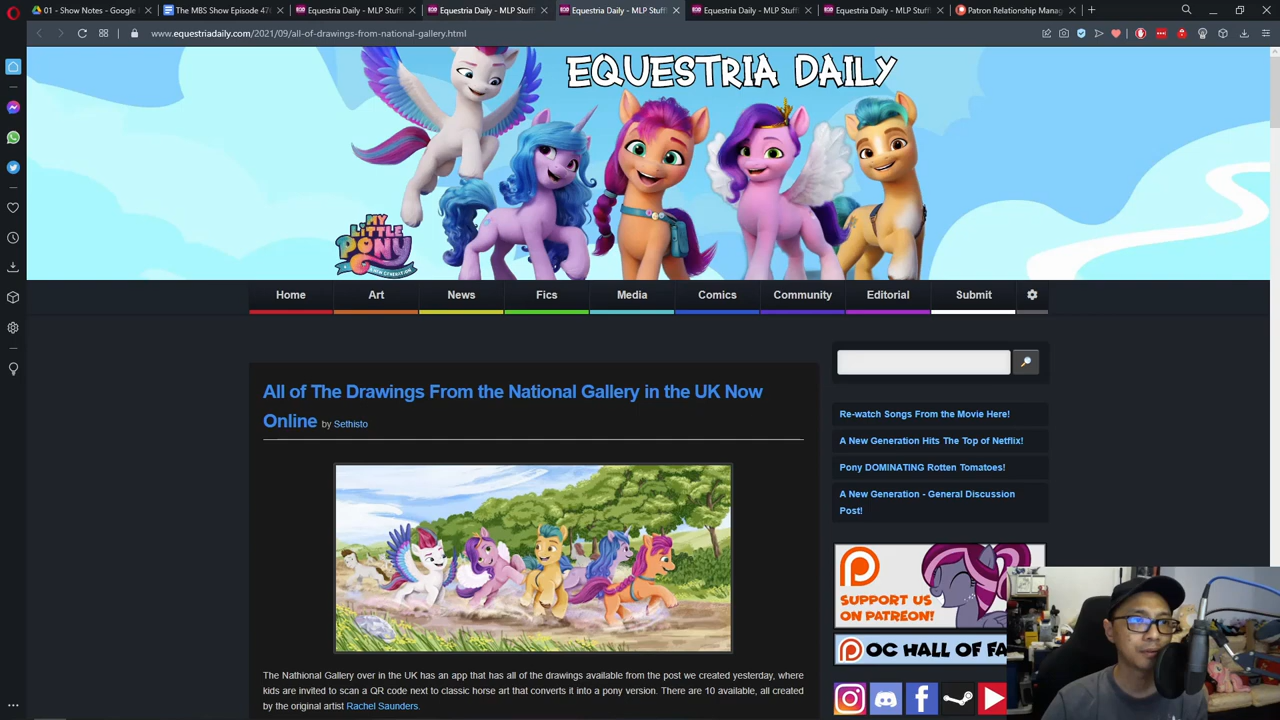 01 - Show Notes - Google
The MBS Show Episode 470
Equestria Daily - MLP Stuff
Equestria Daily - MLP Stuff
Equestria Daily - MLP Stuff
Equestria Daily - MLP Stuff
Equestria Daily - MLP Stuff
Patron Relationship Manag
www.equestriadaily.com/2021/09/all-of-drawings-from-national-gallery.html
EQUESTRIA DAILY
MY LITTLE PONY
A NEW GENERATION
Home
Art
News
Fics
Media
Comics
Community
Editorial
Submit
All of The Drawings From the National Gallery in the UK Now
Online by Sethisto
The Nathional Gallery over in the UK has an app that has all of the drawings available from the post we created yesterday, where
kids are invited to scan a QR code next to classic horse art that converts it into a pony version. There are 10 available, all created
by the original artist Rachel Saunders.
Re-watch Songs From the Movie Here!
A New Generation Hits The Top of Netflix!
Pony DOMINATING Rotten Tomatoes!
A New Generation - General Discussion
Post!
SUPPORT US
ON PATREON!
OC HALL OF FA